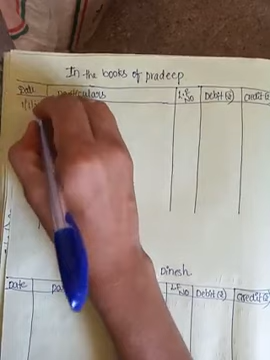 In the books of pradeep
Date particulars L.F NO Debit(₹) Credit(₹)
Dinesh
Date L.F NO Debit(₹) Credit(₹)